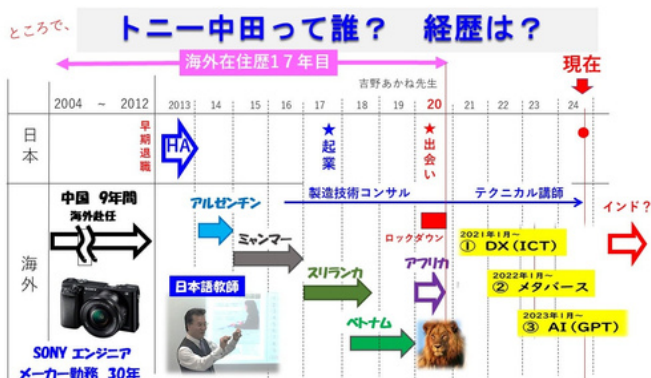 ところで、
トニー中田って誰？　経歴は？
海外在住歴１７年目
現在
吉野あかね先生
2004 ～ 2012
2013
14
15
16
17
18
19
20
21
22
23
24
日本
早期退職
HA
★起業
★出会い
海外
中国 9年間
海外赴任
アルゼンチン
製造技術コンサル
テクニカル講師
インド？
ミャンマー
ロックダウン
2021年1月～
① DX(ICT)
スリランカ
アフリカ
2022年1月～
② メタバース
日本語教師
ベトナム
2023年1月～
③ AI(GPT)
SONY
SONY エンジニア
メーカー勤務 30年